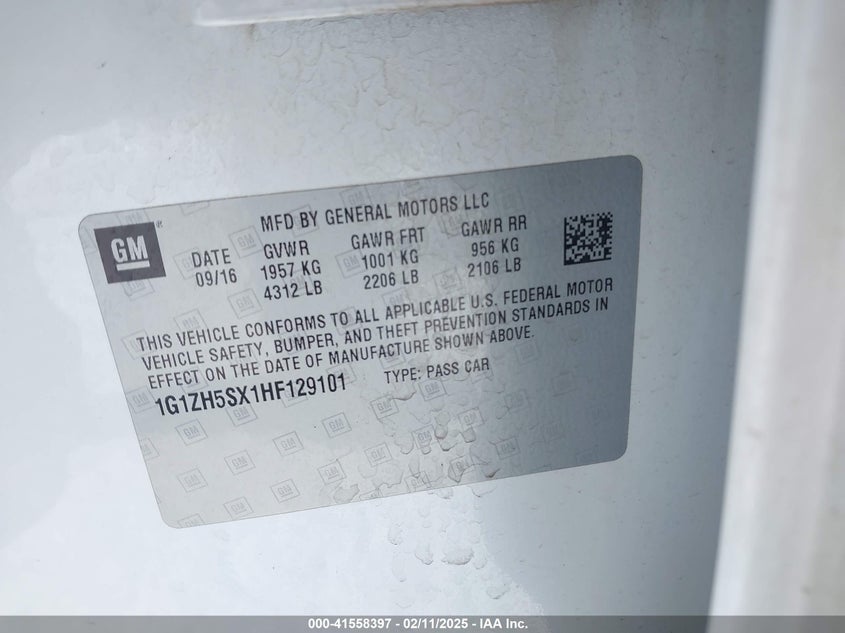 GM ®
MFD BY GENERAL MOTORS LLC
DATE GVWR GAWR FRT GAWR RR
09/16 1957 KG 1001 KG 956 KG
4312 LB 2206 LB 2106 LB
THIS VEHICLE CONFORMS TO ALL APPLICABLE U.S. FEDERAL MOTOR
VEHICLE SAFETY, BUMPER, AND THEFT PREVENTION STANDARDS IN
EFFECT ON THE DATE OF MANUFACTURE SHOWN ABOVE.
1G1ZH5SX1HF129101 TYPE: PASS CAR
000-41558397 - 02/11/2025 - IAA Inc.